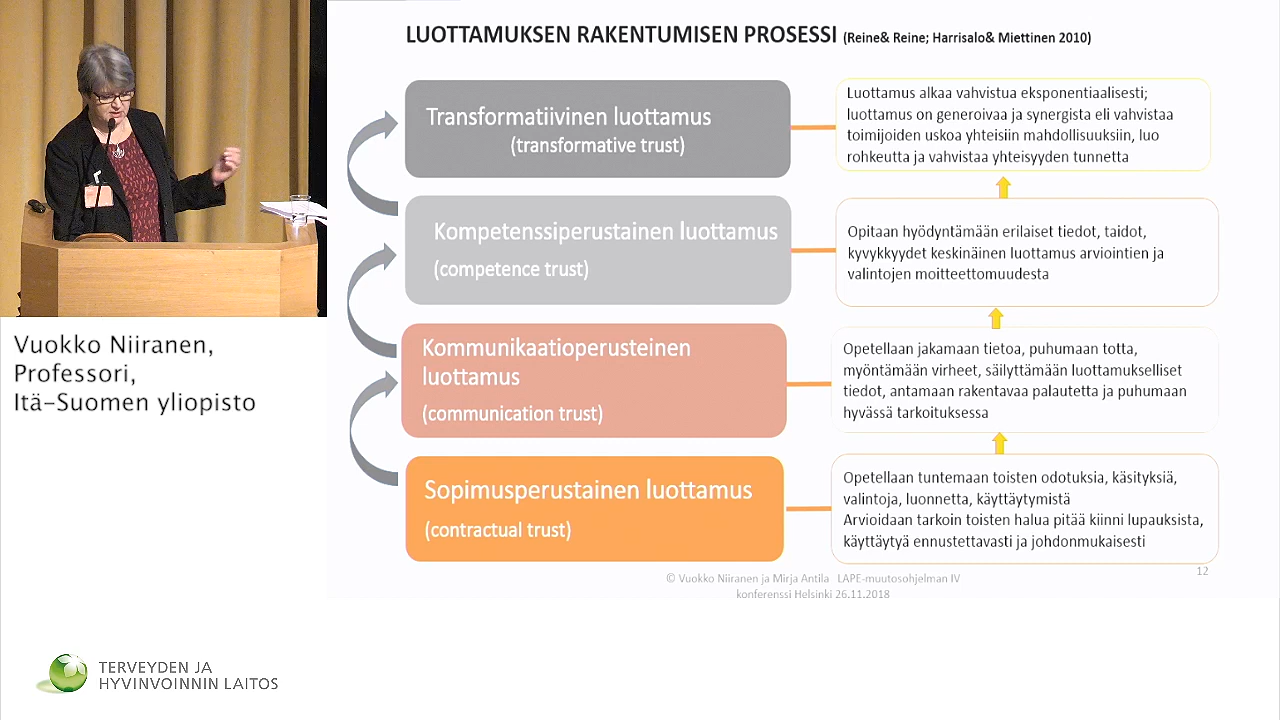 LUOTTAMUKSEN RAKENTUMISEN PROSESSI (Reine& Reine; Harrisalo& Miettinen 2010)
Transformatiivinen luottamus
(transformative trust)
Luottamus alkaa vahvistua eksponentiaalisesti;
luottamus on generoivaa ja synergista eli vahvistaa
toimijoiden uskoa yhteisiin mahdollisuuksiin, luo
rohkeutta ja vahvistaa yhteisyyden tunnetta
Kompetenssiperustainen luottamus
(competence trust)
Opitaan hyödyntämään erilaiset tiedot, taidot,
kyvykkyydet keskinäinen luottamus arviointien ja
valintojen moitteettomuudesta
Kommunikaatioperusteinen
luottamus
(communication trust)
Opetellaan jakamaan tietoa, puhumaan totta,
myöntämään virheet, säilyttämään luottamukselliset
tiedot, antamaan rakentavaa palautetta ja puhumaan
hyvässä tarkoituksessa
Sopimusperustainen luottamus
(contractual trust)
Opetellaan tuntemaan toisten odotuksia, käsityksiä,
valintoja, luonnetta, käyttäytymistä
Arvioidaan tarkoin toisten halua pitää kiinni lupauksista,
käyttäytyä ennustettavasti ja johdonmukaisesti
© Vuokko Niiranen ja Mirja Antila LAPE-muutosohjelman IV
konferenssi Helsinki 26.11.2018
12
Vuokko Niiranen,
Professori,
Itä-Suomen yliopisto
TERVEYDEN JA
HYVINVOINNIN LAITOS